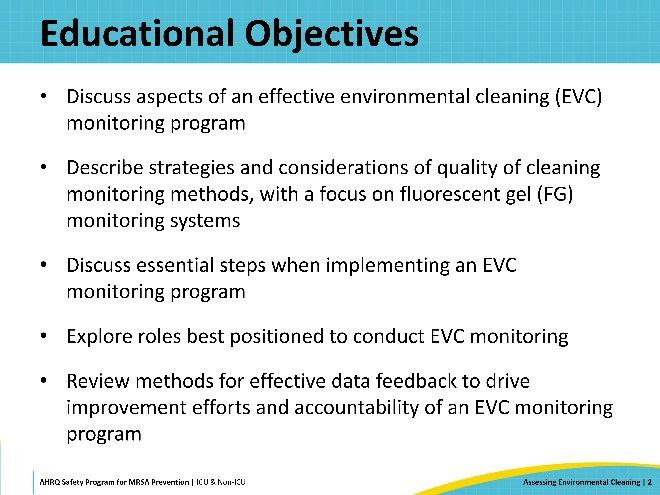 Educational Objectives
• Discuss aspects of an effective environmental cleaning (EVC)
monitoring program
• Describe strategies and considerations of quality of cleaning
monitoring methods, with a focus on fluorescent gel (FG)
monitoring systems
• Discuss essential steps when implementing an EVC
monitoring program
• Explore roles best positioned to conduct EVC monitoring
• Review methods for effective data feedback to drive
improvement efforts and accountability of an EVC monitoring
program
AHRQ Safety Program for MRSA Prevention | ICU & Non-ICU
Assessing Environmental Cleaning | 2